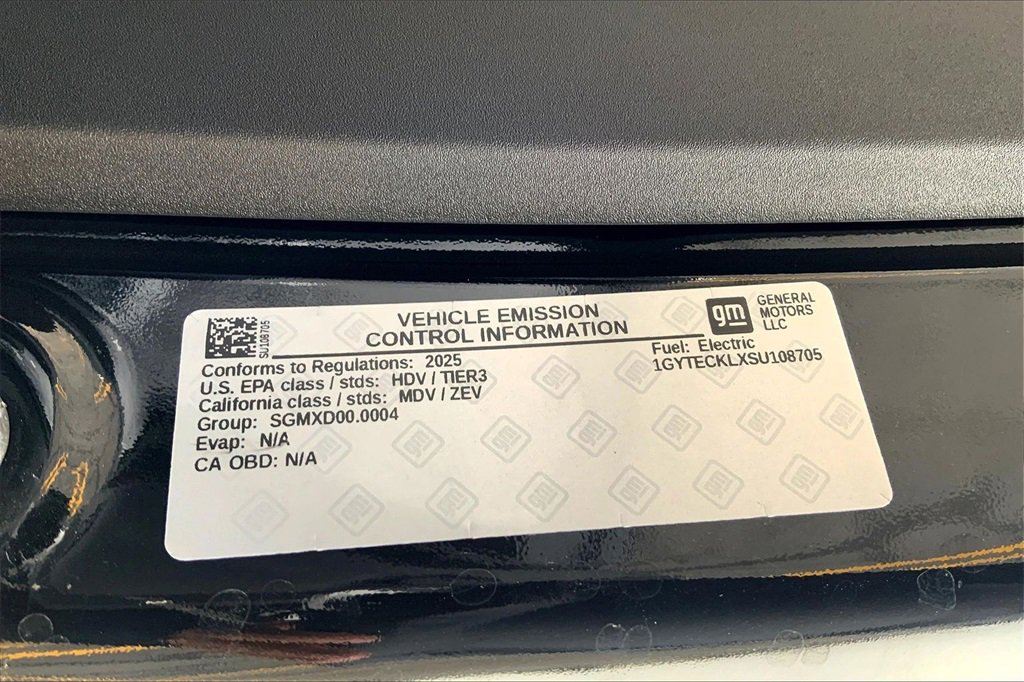 SU108705
VEHICLE EMISSION
CONTROL INFORMATION
gm
GENERAL
MOTORS
LLC
Conforms to Regulations: 2025
U.S. EPA class / stds: HDV / TIER3
California class / stds: MDV / ZEV
Group: SGMXD00.0004
Evap: N/A
CA OBD: N/A
Fuel: Electric
1GYTECKLXSU108705